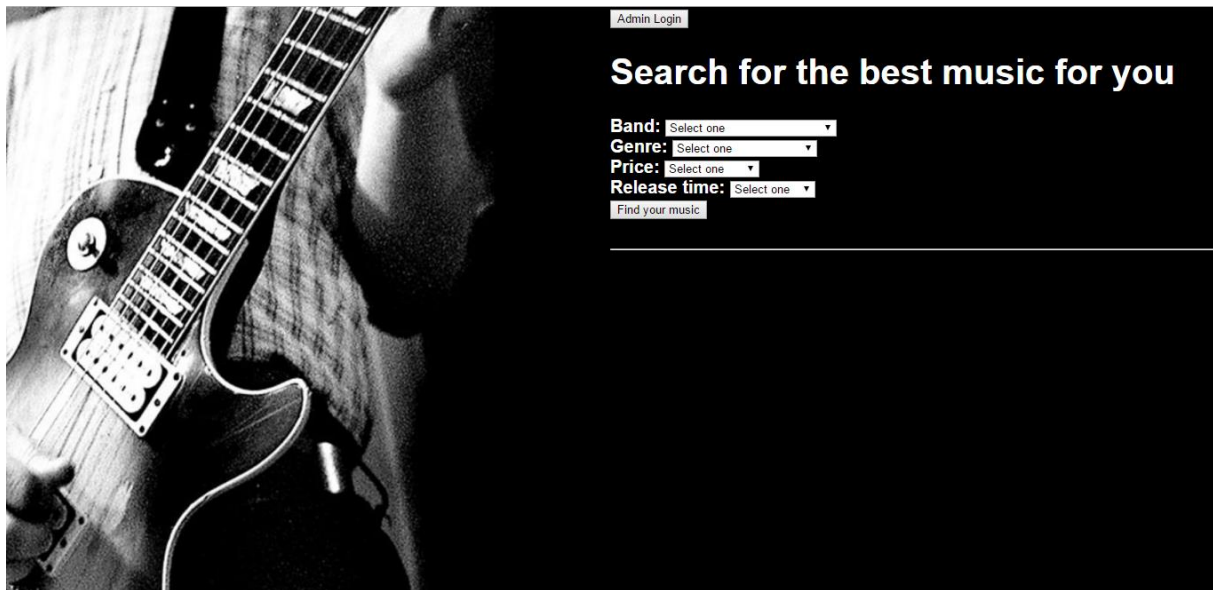 Admin Login
Search for the best music for you
Band: Select one
Genre: Select one
Price: Select one
Release time: Select one
Find your music